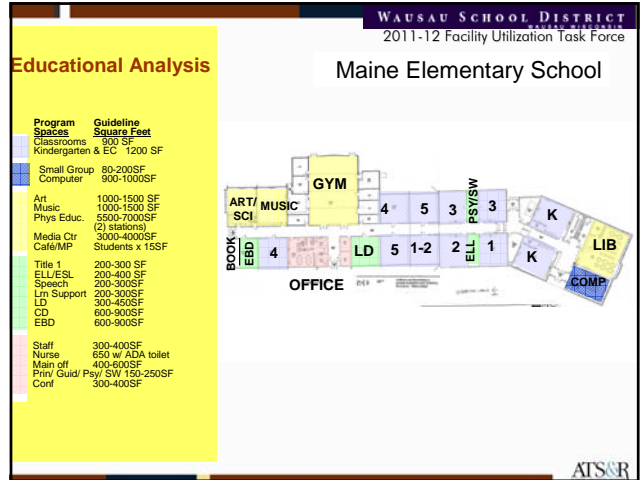 WAUSAU SCHOOL DISTRICT
WAUSAU WISCONSIN
2011-12 Facility Utilization Task Force
Educational Analysis
Maine Elementary School
Program Guideline
Spaces Square Feet
Classrooms 900 SF
Kindergarten & EC 1200 SF
Small Group 80-200SF
Computer 900-1000SF
Art 1000-1500 SF
Music 1000-1500 SF
Phys Educ. 5500-7000SF
(2) stations)
Media Ctr 3000-4000SF
Café/MP Students x 15SF
Title 1 200-300 SF
ELL/ESL 200-400 SF
Speech 200-300SF
Lrn Support 200-300SF
LD 300-450SF
CD 600-900SF
EBD 600-900SF
Staff 300-400SF
Nurse 650 w/ ADA toilet
Main off 400-600SF
Prin/ Guid/ Psy/ SW 150-250SF
Conf 300-400SF
GYM
ART/ SCI
MUSIC
4
5
3
PSY/SW
3
K
LIB
BOOK
EBD
4
LD
5
1-2
2
ELL
1
K
COMP
OFFICE
ATS&R